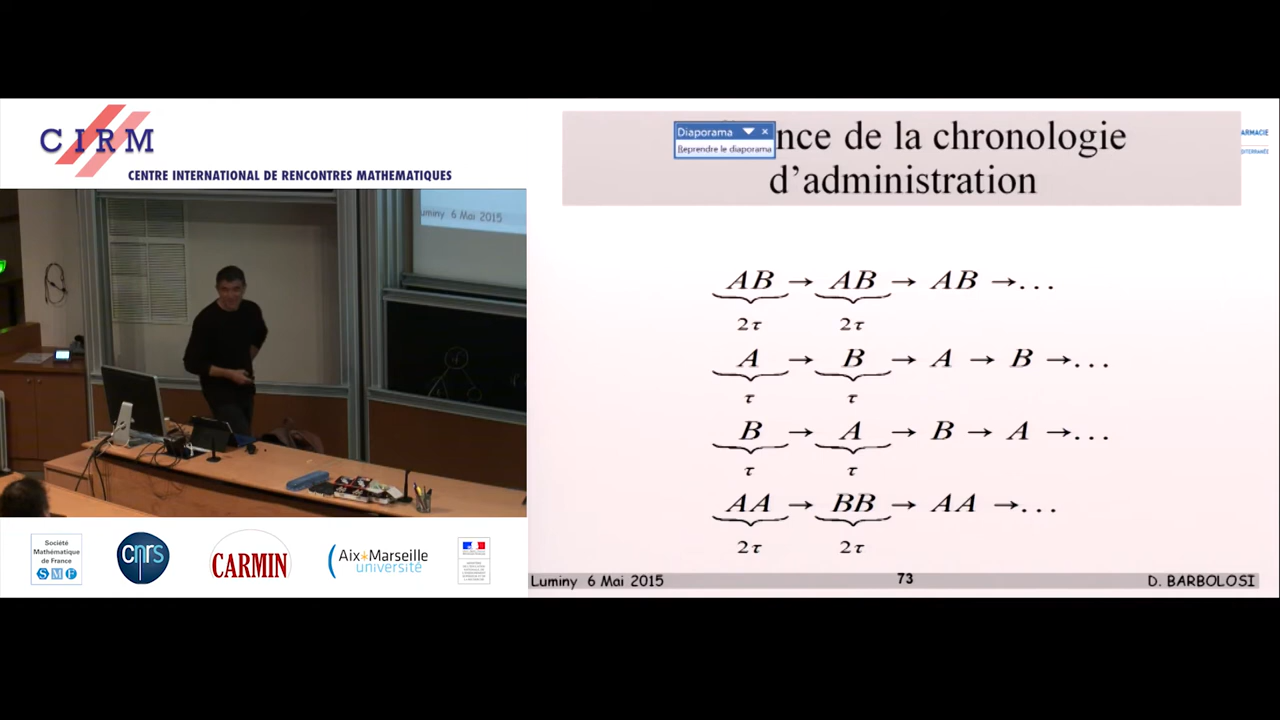 CIRM
CENTRE INTERNATIONAL DE RENCONTRES MATHEMATIQUES
Luminy 6 Mai 2015
Diaporama
Reprendre le diaporama
nce de la chronologie
d’administration
ARMACIE
AB → AB → AB → . . .
2τ 2τ
A → B → A → B → . . .
τ τ
B → A → B → A → . . .
τ τ
AA → BB → AA → . . .
2τ 2τ
Luminy 6 Mai 2015 73 D. BARBOLOSI
Société
Mathématique
de France
SMF
cnrs
CARMIN
Aix*Marseille
université